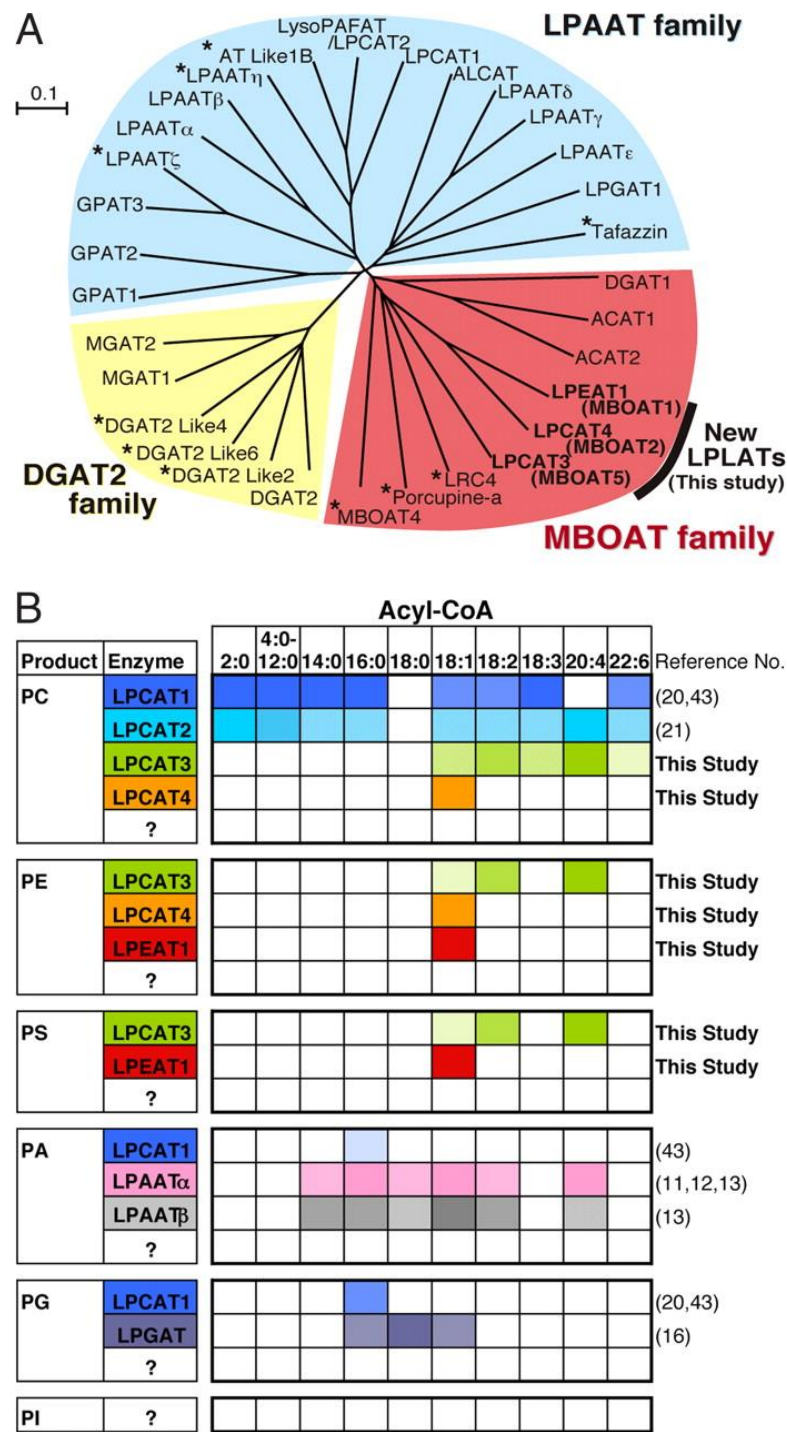 A
LPAAT family
LysoPAFAT
/LPCAT2
* AT Like1B
LPCAT1
*LPAATη
ALCAT
LPAATβ
LPAATδ
LPAATγ
LPAATα
LPAATε
*LPAATζ
LPGAT1
GPAT3
*Tafazzin
GPAT2
GPAT1
0.1
DGAT1
ACAT1
ACAT2
LPEAT1
(MBOAT1)
LPCAT4
(MBOAT2)
LPCAT3
(MBOAT5)
*LRC4
*Porcupine-a
*MBOAT4
New
LPLATs
(This study)
MBOAT family
MGAT2
MGAT1
*DGAT2 Like4
*DGAT2 Like6
*DGAT2 Like2
DGAT2
DGAT2
family
B
Acyl-CoA
Product Enzyme 2:0 4:0-12:0 14:0 16:0 18:0 18:1 18:2 18:3 20:4 22:6 Reference No.
PC LPCAT1 (20,43)
LPCAT2 (21)
LPCAT3 This Study
LPCAT4 This Study
?
PE LPCAT3 This Study
LPCAT4 This Study
LPEAT1 This Study
?
PS LPCAT3 This Study
LPEAT1 This Study
?
PA LPCAT1 (43)
LPAATα (11,12,13)
LPAATβ (13)
?
PG LPCAT1 (20,43)
LPGAT (16)
?
PI ?